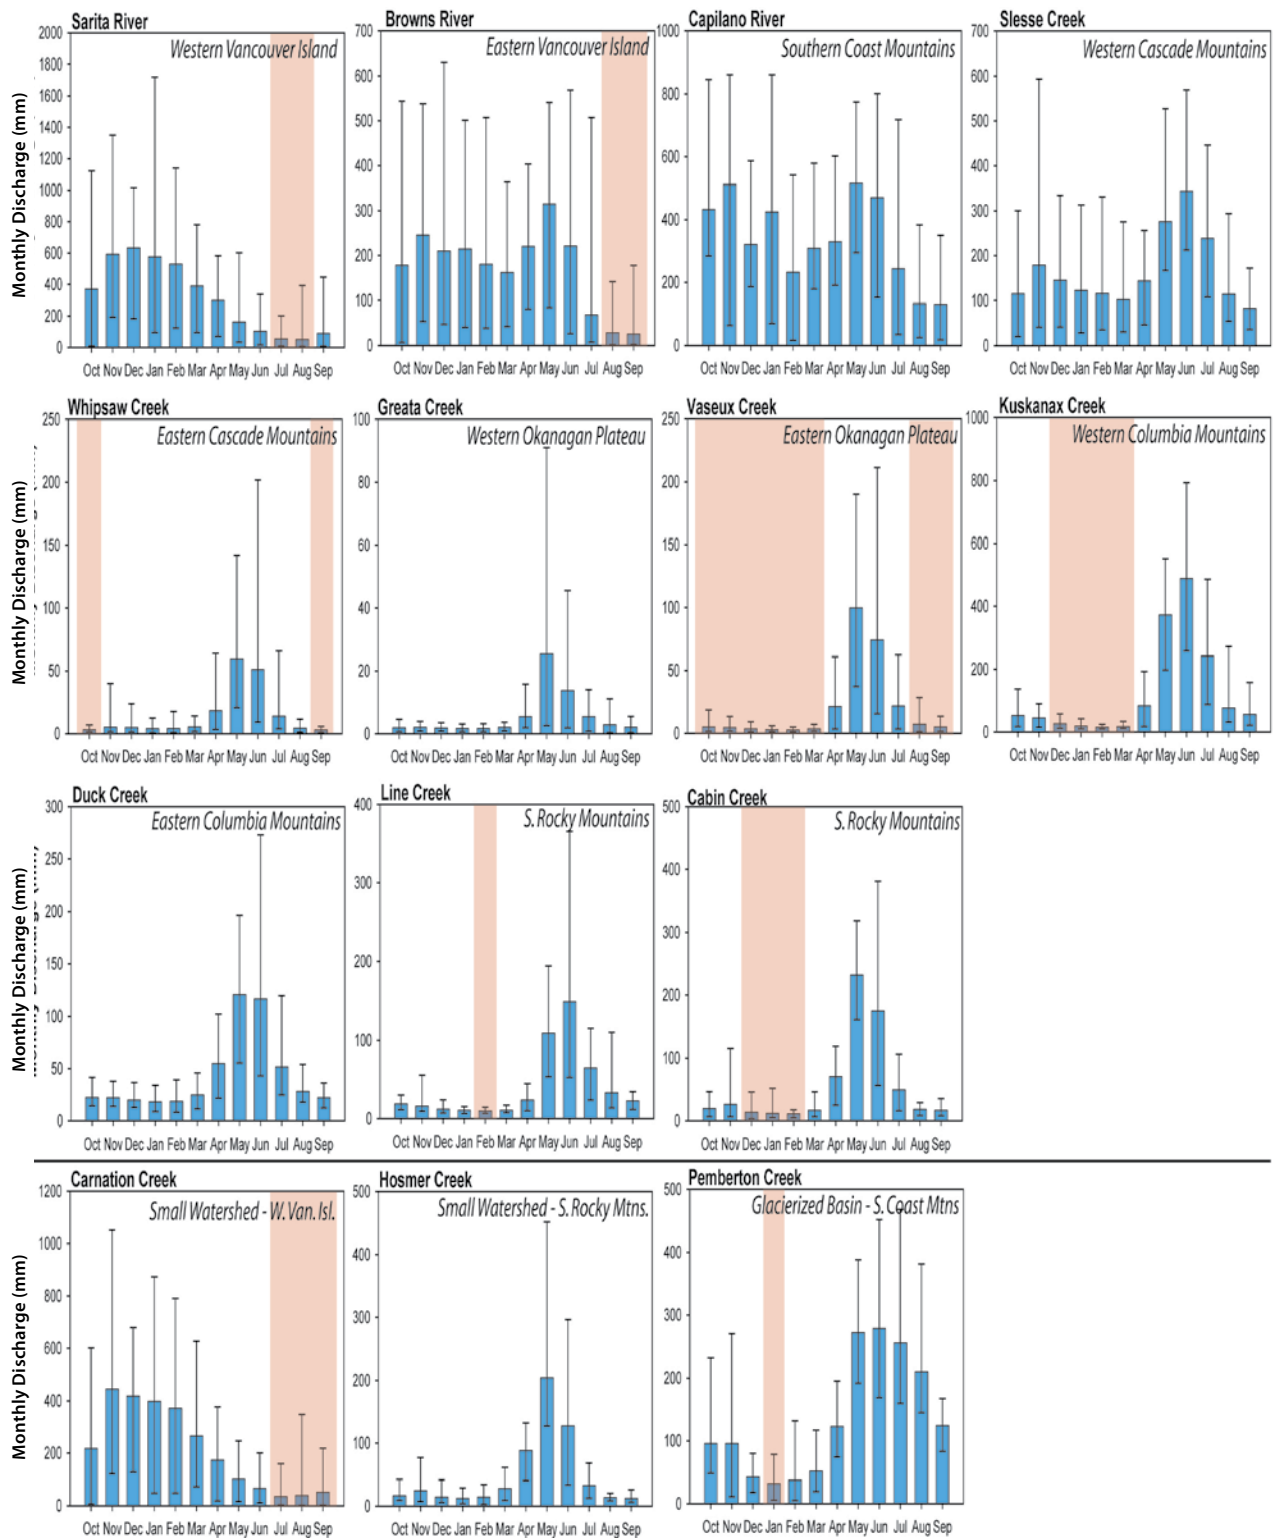 Sarita River
Browns River
Capilano River
Slesse Creek
Western Vancouver Island
Eastern Vancouver Island
Southern Coast Mountains
Western Cascade Mountains
Monthly Discharge (mm)
2000
1800
1600
1400
1200
1000
800
600
400
200
0
700
600
500
400
300
200
100
0
1000
800
600
400
200
0
700
600
500
400
300
200
100
0
Oct Nov Dec Jan Feb Mar Apr May Jun Jul Aug Sep
Oct Nov Dec Jan Feb Mar Apr May Jun Jul Aug Sep
Oct Nov Dec Jan Feb Mar Apr May Jun Jul Aug Sep
Oct Nov Dec Jan Feb Mar Apr May Jun Jul Aug Sep
Whipsaw Creek
Greata Creek
Vaseux Creek
Kuskanax Creek
Eastern Cascade Mountains
Western Okanagan Plateau
Eastern Okanagan Plateau
Western Columbia Mountains
Monthly Discharge (mm)
250
200
150
100
50
0
100
80
60
40
20
0
250
200
150
100
50
0
1000
800
600
400
200
0
Oct Nov Dec Jan Feb Mar Apr May Jun Jul Aug Sep
Oct Nov Dec Jan Feb Mar Apr May Jun Jul Aug Sep
Oct Nov Dec Jan Feb Mar Apr May Jun Jul Aug Sep
Oct Nov Dec Jan Feb Mar Apr May Jun Jul Aug Sep
Duck Creek
Line Creek
Cabin Creek
Eastern Columbia Mountains
S. Rocky Mountains
S. Rocky Mountains
Monthly Discharge (mm)
300
250
200
150
100
50
0
400
300
200
100
0
500
400
300
200
100
0
Oct Nov Dec Jan Feb Mar Apr May Jun Jul Aug Sep
Oct Nov Dec Jan Feb Mar Apr May Jun Jul Aug Sep
Oct Nov Dec Jan Feb Mar Apr May Jun Jul Aug Sep
Carnation Creek
Hosmer Creek
Pemberton Creek
Small Watershed - W. Van. Isl.
Small Watershed - S. Rocky Mtns.
Glacierized Basin - S. Coast Mtns
Monthly Discharge (mm)
1200
1000
800
600
400
200
0
500
400
300
200
100
0
500
400
300
200
100
0
Oct Nov Dec Jan Feb Mar Apr May Jun Jul Aug Sep
Oct Nov Dec Jan Feb Mar Apr May Jun Jul Aug Sep
Oct Nov Dec Jan Feb Mar Apr May Jun Jul Aug Sep